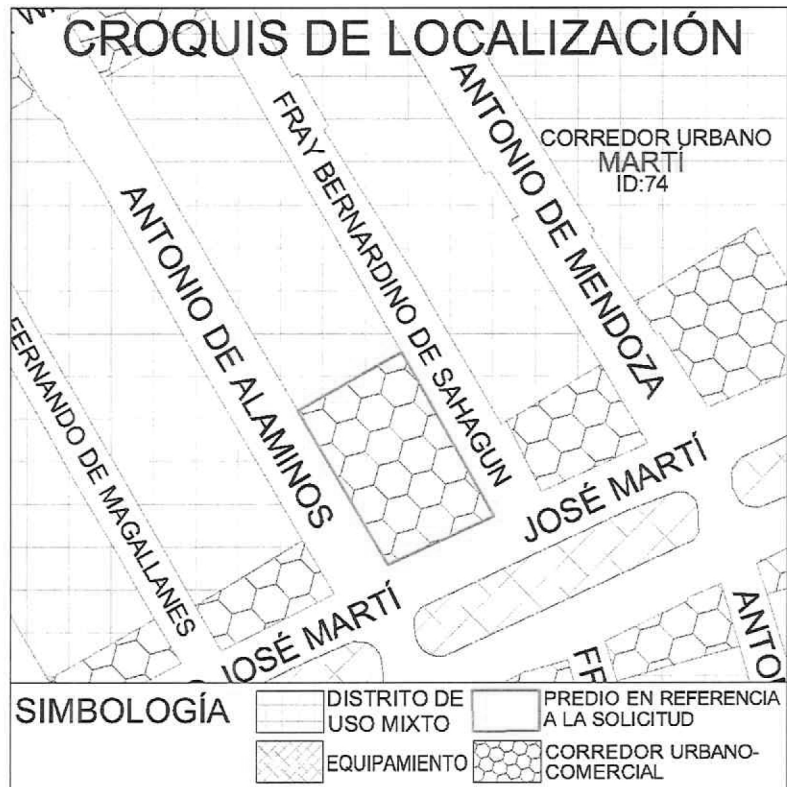 CROQUIS DE LOCALIZACIÓN
ANTONIO DE MENDOZA
FRAY BERNARDINO DE SAHAGUN
CORREDOR URBANO
MARTÍ
ID:74
ANTONIO DE ALAMINOS
FERNANDO DE MAGALLANES
JOSÉ MARTÍ
JOSÉ MARTÍ
FR
ANTO
SIMBOLOGÍA
DISTRITO DE
USO MIXTO
PREDIO EN REFERENCIA
A LA SOLICITUD
EQUIPAMIENTO
CORREDOR URBANO-
COMERCIAL